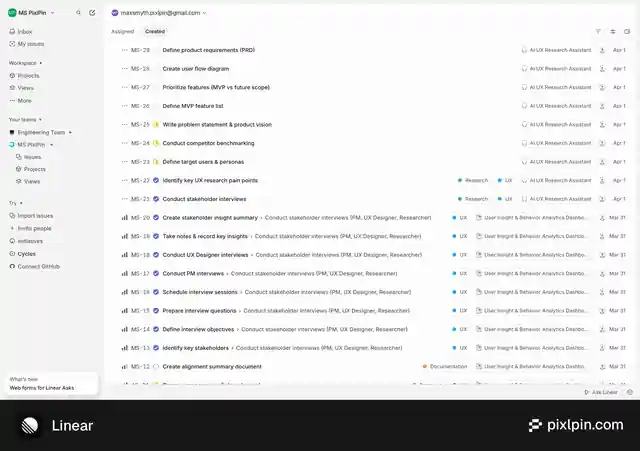 MS PixlPin
maxsmyth.pixlpin@gmail.com
Inbox
My issues
Workspace
Projects
Views
More
Your teams
Engineering Team
MS PixlPin
Issues
Projects
Views
Try
Import issues
Invite people
Initiatives
Cycles
Connect GitHub
What's new
Web forms for Linear Asks
Assigned Created
MS-29 Define product requirements (PRD) AI UX Research Assistant Apr 1
MS-28 Create user flow diagram AI UX Research Assistant Apr 1
MS-27 Prioritize features (MVP vs future scope) AI UX Research Assistant Apr 1
MS-26 Define MVP feature list AI UX Research Assistant Apr 1
MS-25 Write problem statement & product vision AI UX Research Assistant Apr 1
MS-24 Conduct competitor benchmarking AI UX Research Assistant Apr 1
MS-23 Define target users & personas AI UX Research Assistant Apr 1
MS-22 Identify key UX research pain points Research UX AI UX Research Assistant Apr 1
MS-21 Conduct stakeholder interviews Research UX AI UX Research Assistant Apr 1
MS-20 Create stakeholder insight summary › Conduct stakeholder interviews (PM, UX Designer, Researcher) UX User Insight & Behavior Analytics Dashbo... Mar 31
MS-19 Take notes & record key insights › Conduct stakeholder interviews (PM, UX Designer, Researcher) UX User Insight & Behavior Analytics Dashbo... Mar 31
MS-18 Conduct UX Designer interviews › Conduct stakeholder interviews (PM, UX Designer, Researcher) UX User Insight & Behavior Analytics Dashbo... Mar 31
MS-17 Conduct PM interviews › Conduct stakeholder interviews (PM, UX Designer, Researcher) UX User Insight & Behavior Analytics Dashbo... Mar 31
MS-16 Schedule interview sessions › Conduct stakeholder interviews (PM, UX Designer, Researcher) UX User Insight & Behavior Analytics Dashbo... Mar 31
MS-15 Prepare interview questions › Conduct stakeholder interviews (PM, UX Designer, Researcher) UX User Insight & Behavior Analytics Dashbo... Mar 31
MS-14 Define interview objectives › Conduct stakeholder interviews (PM, UX Designer, Researcher) UX User Insight & Behavior Analytics Dashbo... Mar 31
MS-13 Identify key stakeholders › Conduct stakeholder interviews (PM, UX Designer, Researcher) UX User Insight & Behavior Analytics Dashbo... Mar 31
MS-12 Create alignment summary document Documentation User Insight & Behavior Analytics Dashbo... Mar 31
Ask Linear
Linear
pixlpin.com